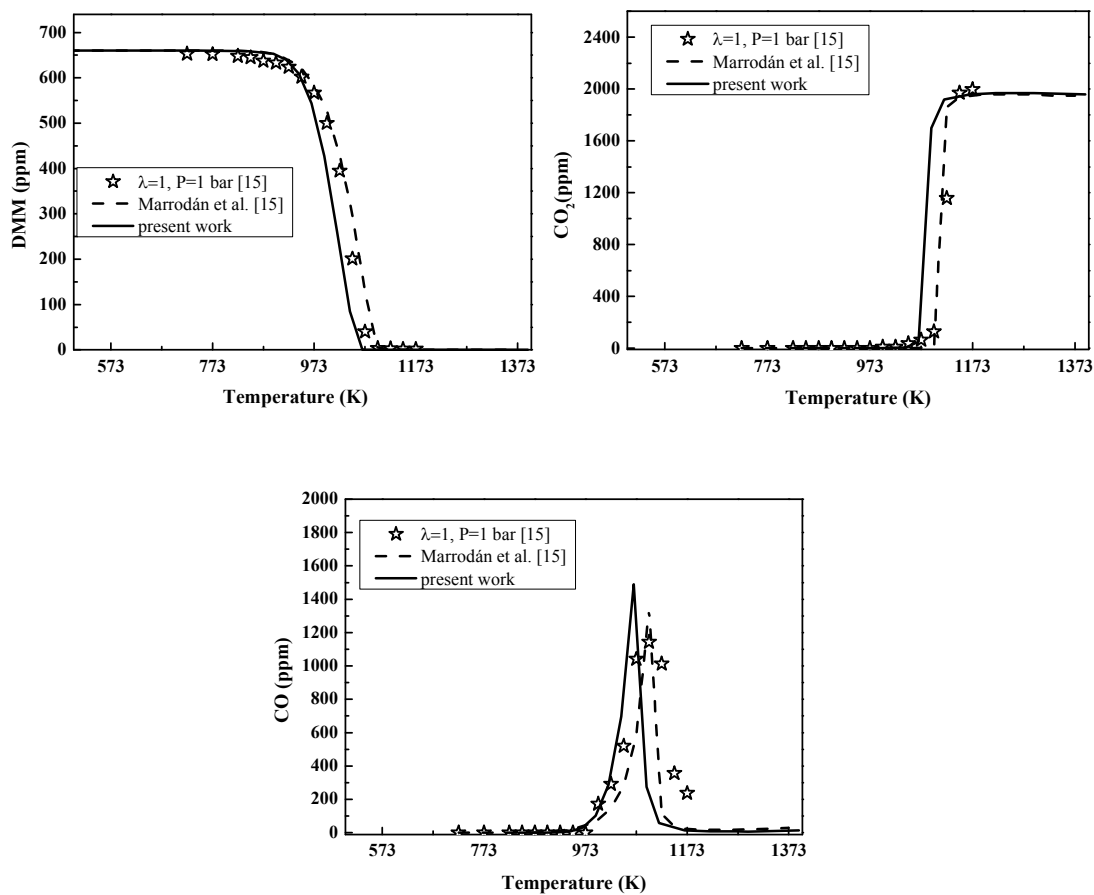 700
600
500
400
300
200
100
0
DMM (ppm)
λ=1, P=1 bar [15]
Marrodán et al. [15]
present work
573 773 973 1173 1373
Temperature (K)
2400
2000
1600
1200
800
400
0
CO₂(ppm)
λ=1, P=1 bar [15]
Marrodán et al. [15]
present work
573 773 973 1173 1373
Temperature (K)
2000
1800
1600
1400
1200
1000
800
600
400
200
0
CO (ppm)
λ=1, P=1 bar [15]
Marrodán et al. [15]
present work
573 773 973 1173 1373
Temperature (K)